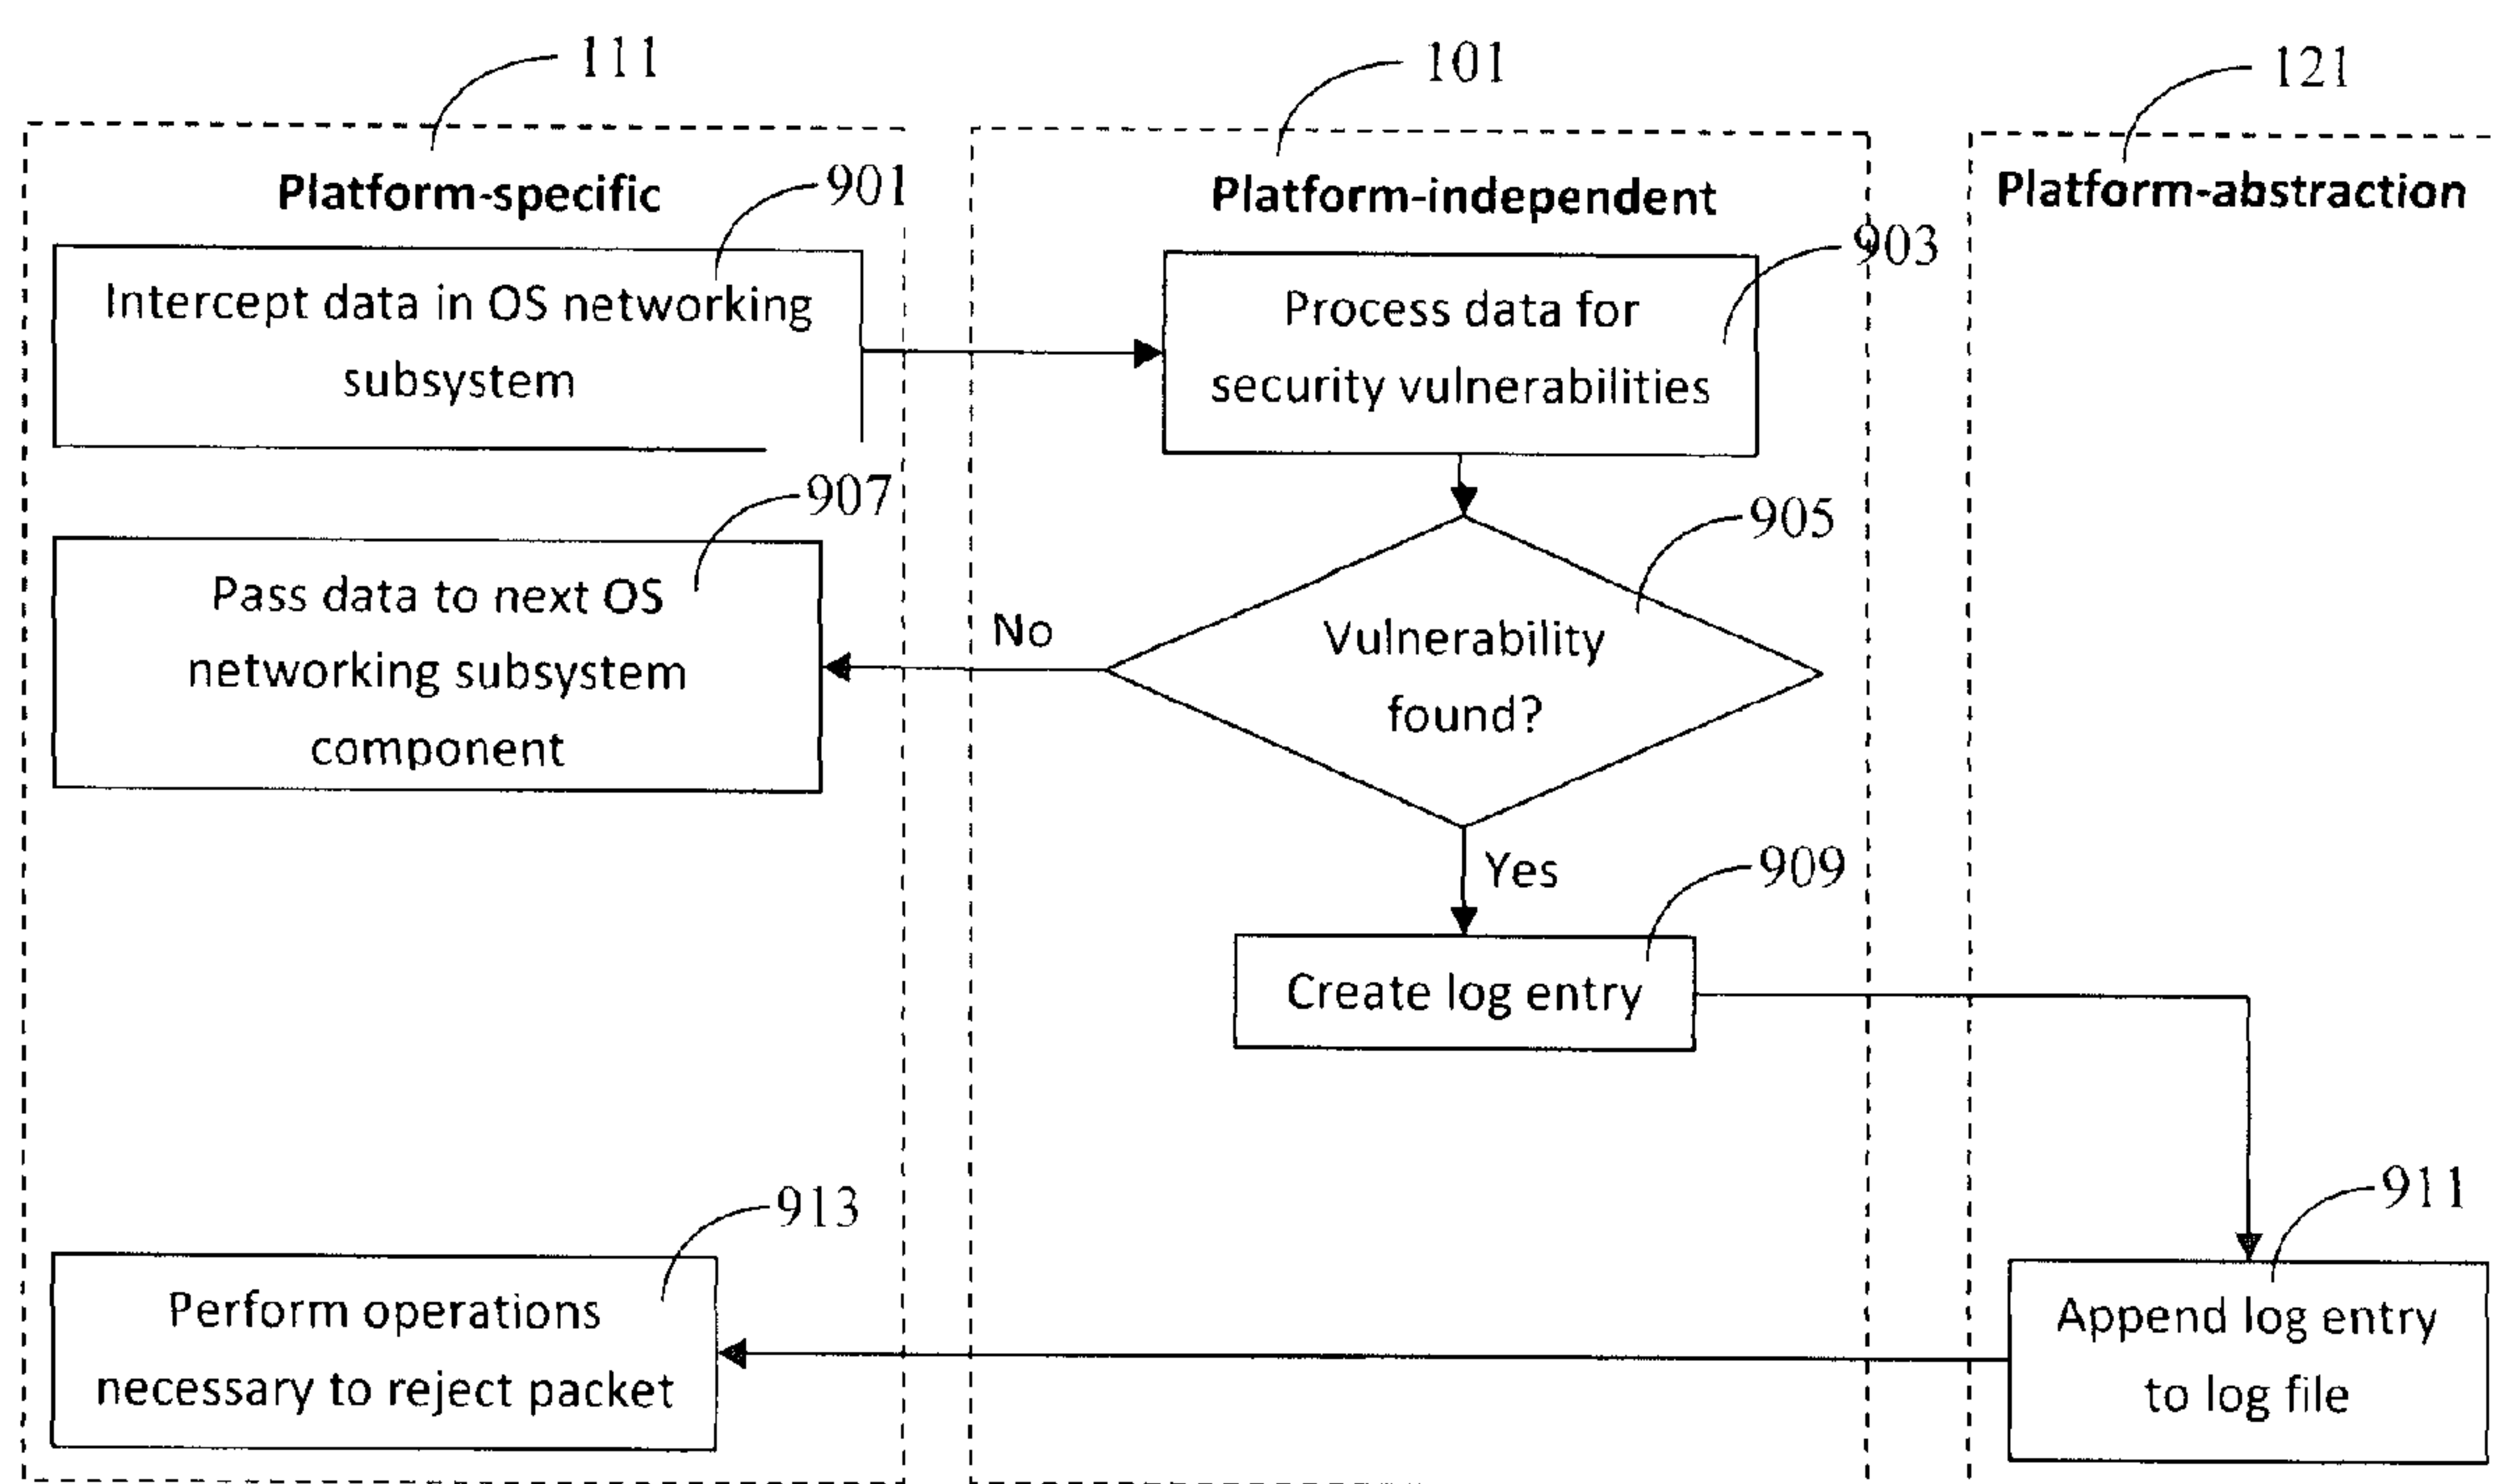 111
101
121
Platform-specific
Platform-independent
Platform-abstraction
901
903
Intercept data in OS networking
subsystem
Process data for
security vulnerabilities
907
905
Pass data to next OS
networking subsystem
component
No
Vulnerability
found?
Yes
909
Create log entry
913
911
Perform operations
necessary to reject packet
Append log entry
to log file